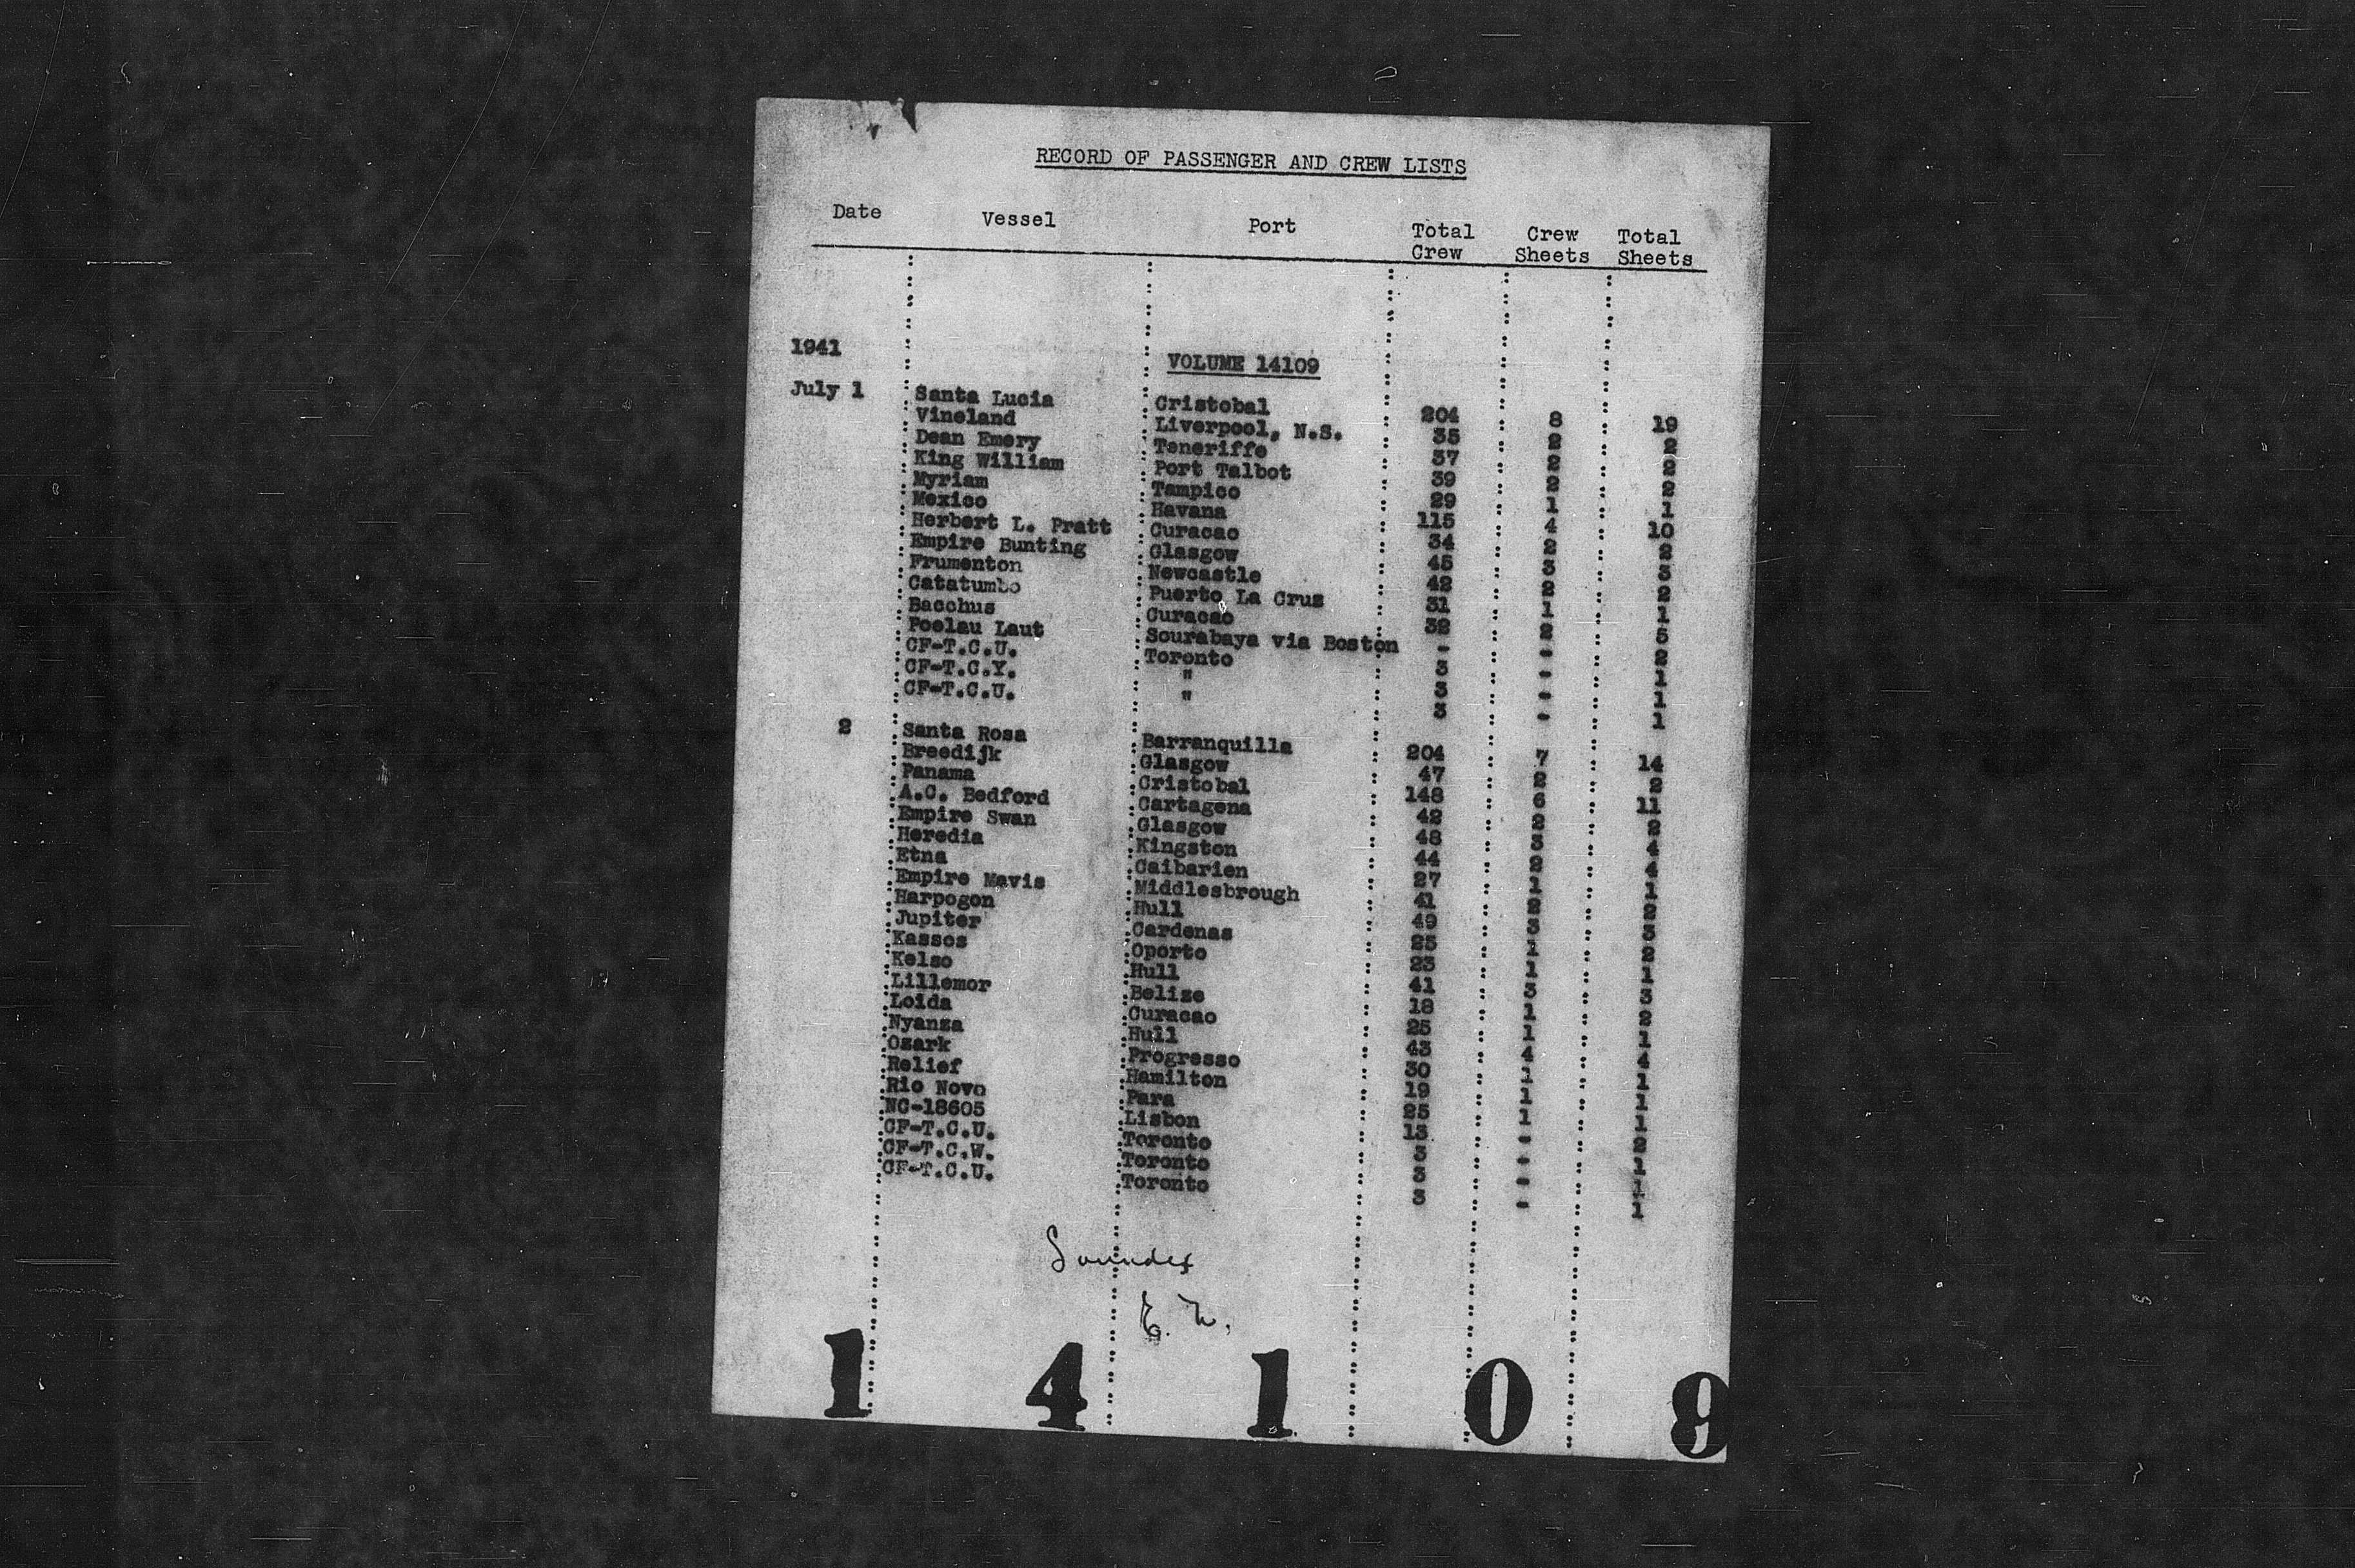 RECORD OF PASSENGER AND CREW LISTS
Date Vessel Port Total Crew Crew Sheets Total Sheets
1941
VOLUME 14109
July 1 Santa Lucia Cristobal 204 8 19
Vineland Liverpool, N.S. 35 2 2
Dean Emery Teneriffe 37 2 2
King William Port Talbot 39 2 2
Myriam Tampico 29 1 1
Mexico Havana 115 4 10
Herbert L. Pratt Curacao 34 2 2
Empire Bunting Glasgow 45 3 3
Frumenton Newcastle 42 2 2
Catatumbo Puerto La Cruz 31 1 1
Bacchus Curacao 32 2 5
Poelau Laut Sourabaya via Boston - - 2
CF-T.C.U. Toronto 3 - 1
CF-T.C.Y. " 3 - 1
CF-T.C.U. " 3 - 1
2 Santa Rosa Barranquilla 204 7 14
Breedijk Glasgow 47 2 2
Panama Cristobal 148 6 11
A.C. Bedford Cartagena 42 2 2
Empire Swan Glasgow 48 3 4
Heredia Kingston 44 2 4
Etna Caibarien 27 1 1
Empire Mavis Middlesbrough 41 2 2
Harpogon Hull 49 3 3
Jupiter Cardenas 25 1 2
Kassos Oporto 23 1 1
Kelso Hull 41 3 3
Lillemor Belize 18 1 2
Loida Curacao 25 1 1
Nyanza Hull 43 4 4
Ozark Progresso 30 1 1
Relief Hamilton 19 1 1
Rio Novo Para 25 1 1
NC-18605 Lisbon 13 - 2
CF-T.C.U. Toronto 3 - 1
CF-T.C.W. Toronto 3 - 1
CF-T.C.U. Toronto 3 - 1
Soundex
14109